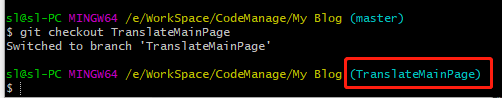 sl@sl-PC MINGW64 /e/WorkSpace/CodeManage/My Blog (master)
$ git checkout TranslateMainPage
Switched to branch 'TranslateMainPage'
sl@sl-PC MINGW64 /e/WorkSpace/CodeManage/My Blog (TranslateMainPage)
$